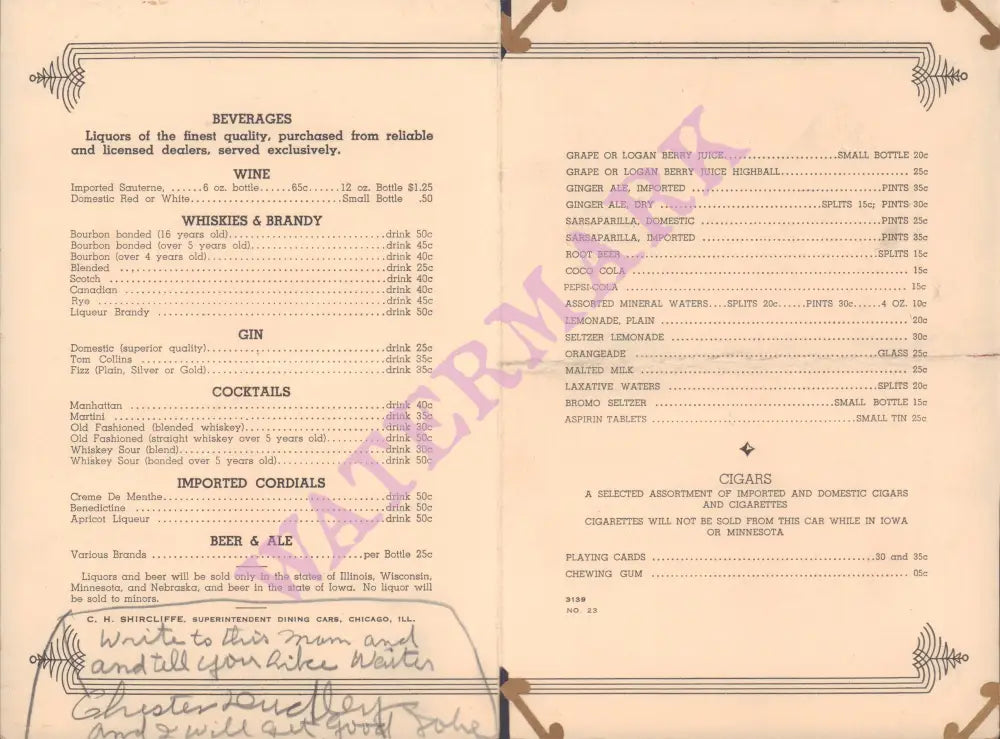 BEVERAGES
Liquors of the finest quality, purchased from reliable
and licensed dealers, served exclusively.
WINE
Imported Sauterne, ......6 oz. bottle......65c......12 oz. Bottle $1.25
Domestic Red or White..........................Small Bottle .50
WHISKIES & BRANDY
Bourbon bonded (16 years old)..........................drink 50c
Bourbon bonded (over 5 years old)......................drink 45c
Bourbon (over 4 years old)..............................drink 40c
Blended ................................................drink 25c
Scotch .................................................drink 40c
Canadian ...............................................drink 40c
Rye ....................................................drink 45c
Liqueur Brandy .........................................drink 50c
GIN
Domestic (superior quality).............................drink 25c
Tom Collins ............................................drink 35c
Fizz (Plain, Silver or Gold)............................drink 35c
COCKTAILS
Manhattan ..............................................drink 40c
Martini ................................................drink 35c
Old Fashioned (blended whiskey).........................drink 30c
Old Fashioned (straight whiskey over 5 years old).......drink 50c
Whiskey Sour (blend)....................................drink 30c
Whiskey Sour (bonded over 5 years old)..................drink 50c
IMPORTED CORDIALS
Creme De Menthe.........................................drink 50c
Benedictine ............................................drink 50c
Apricot Liqueur ........................................drink 50c
BEER & ALE
Various Brands .....................................per Bottle 25c
Liquors and beer will be sold only in the states of Illinois, Wisconsin,
Minnesota, and Nebraska, and beer in the state of Iowa. No liquor will
be sold to minors.
C. H. SHIRCLIFFE, SUPERINTENDENT DINING CARS, CHICAGO, ILL.
Write to this mam and
and tell you Like Waiter
Chester Dudley
and I will get good Jobe
GRAPE OR LOGAN BERRY JUICE......................SMALL BOTTLE 20c
GRAPE OR LOGAN BERRY JUICE HIGHBALL......................... 25c
GINGER ALE, IMPORTED ...................................PINTS 35c
GINGER ALE, DRY .............................SPLITS 15c; PINTS 30c
SARSAPARILLA, DOMESTIC .................................PINTS 25c
SARSAPARILLA, IMPORTED .................................PINTS 35c
ROOT BEER .............................................SPLITS 15c
COCO COLA .................................................. 15c
PEPSI-COLA ................................................. 15c
ASSORTED MINERAL WATERS....SPLITS 20c......PINTS 30c......4 OZ. 10c
LEMONADE, PLAIN ............................................ 20c
SELTZER LEMONADE ........................................... 30c
ORANGEADE ..............................................GLASS 25c
MALTED MILK ................................................ 25c
LAXATIVE WATERS .......................................SPLITS 20c
BROMO SELTZER ...................................SMALL BOTTLE 15c
ASPIRIN TABLETS ....................................SMALL TIN 25c
CIGARS
A SELECTED ASSORTMENT OF IMPORTED AND DOMESTIC CIGARS
AND CIGARETTES
CIGARETTES WILL NOT BE SOLD FROM THIS CAR WHILE IN IOWA
OR MINNESOTA
PLAYING CARDS .......................................30 and 35c
CHEWING GUM ................................................ 05c
3139
NO. 23
WATERMARK